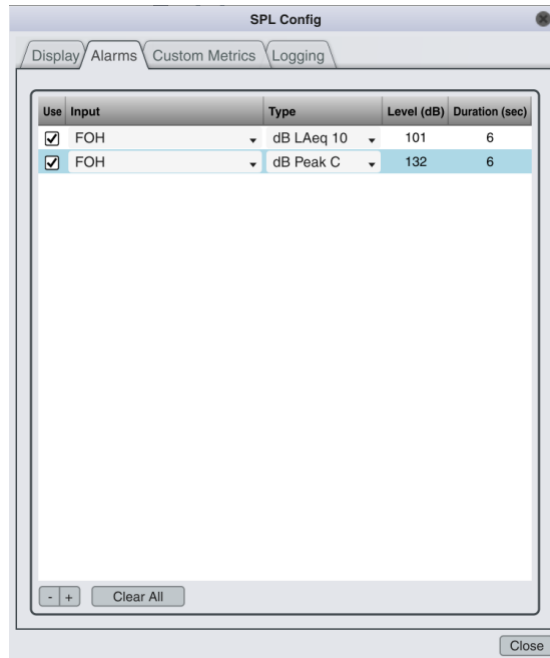 SPL Config
Display Alarms Custom Metrics Logging
Use Input Type Level (dB) Duration (sec)
FOH dB LAeq 10 101 6
FOH dB Peak C 132 6
- + Clear All
Close